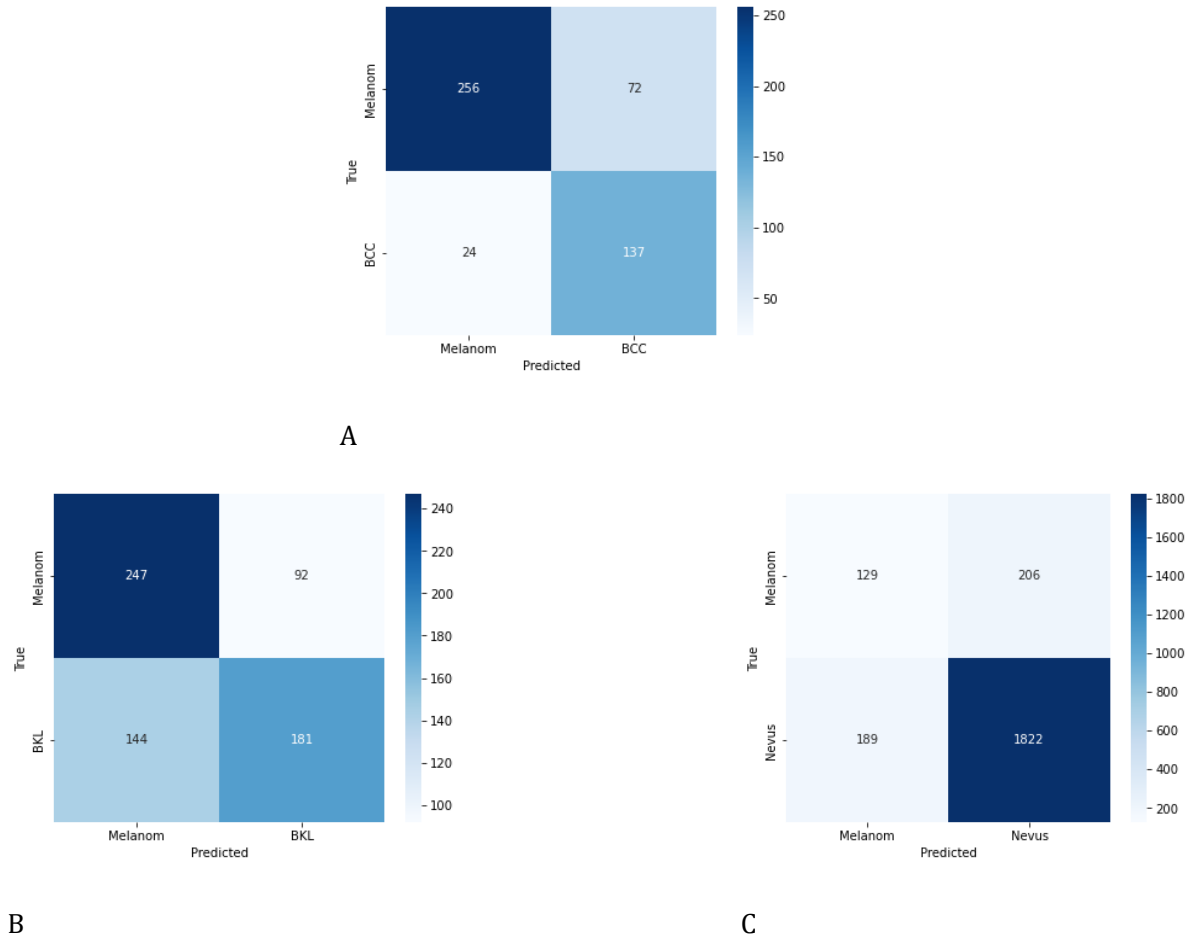 250
256
72
Melanom
200
150
True
100
24
137
BCC
50
Melanom
BCC
Predicted
A
240
247
92
Melanom
220
200
180
True
160
144
181
BKL
140
120
100
Melanom
BKL
Predicted
B
1800
129
206
Melanom
1600
1400
1200
True
1000
189
1822
Nevus
800
600
400
200
Melanom
Nevus
Predicted
C